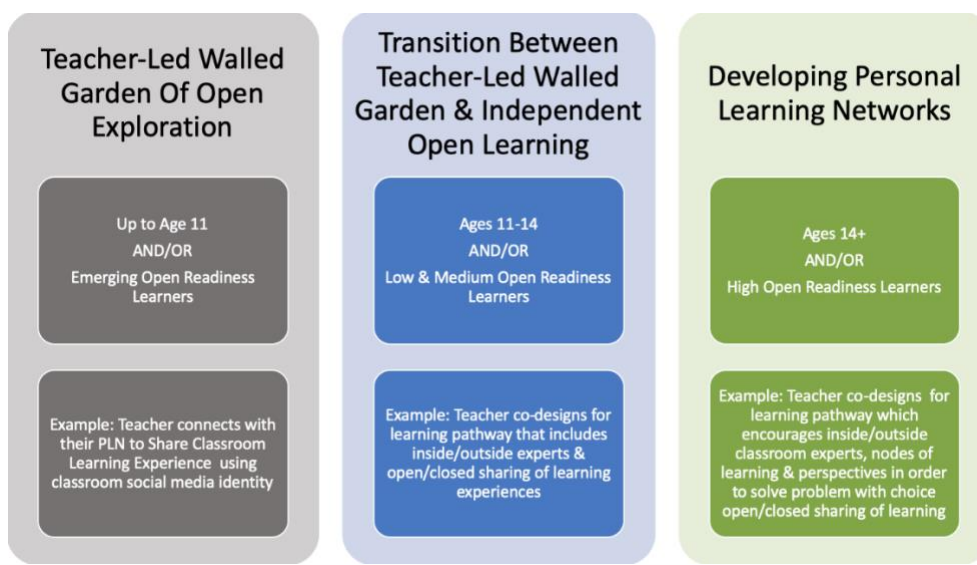 Teacher-Led Walled
Garden Of Open
Exploration
Up to Age 11
AND/OR
Emerging Open Readiness
Learners
Example: Teacher connects with
their PLN to Share Classroom
Learning Experience using
classroom social media identity
Transition Between
Teacher-Led Walled
Garden & Independent
Open Learning
Ages 11-14
AND/OR
Low & Medium Open Readiness
Learners
Example: Teacher co-designs for
learning pathway that includes
inside/outside experts &
open/closed sharing of learning
experiences
Developing Personal
Learning Networks
Ages 14+
AND/OR
High Open Readiness Learners
Example: Teacher co-designs for
learning pathway which
encourages inside/outside
classroom experts, nodes of
learning & perspectives in order
to solve problem with choice
open/closed sharing of learning